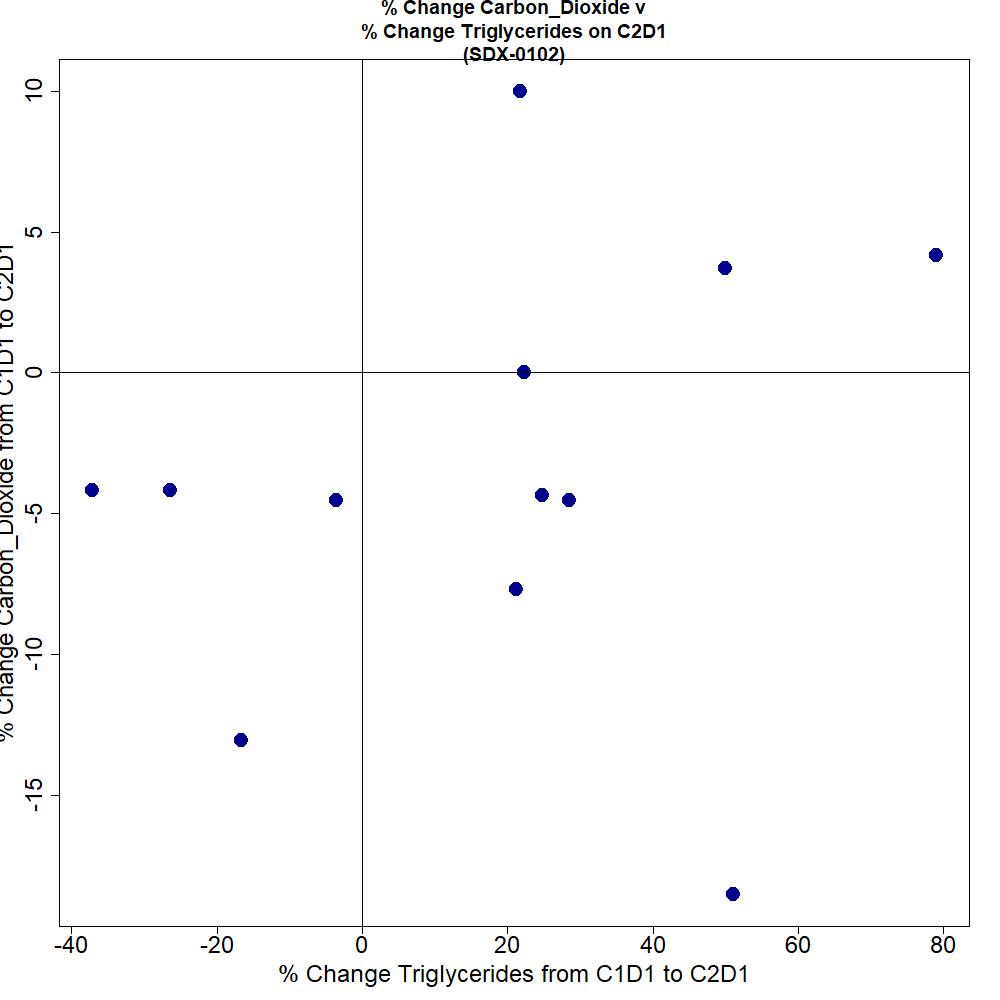 % Change Carbon_Dioxide v
% Change Triglycerides on C2D1
(SDX-0102)
% Change Carbon_Dioxide from C1D1 to C2D1
10
5
0
-5
-10
-15
-40
-20
0
20
40
60
80
% Change Triglycerides from C1D1 to C2D1